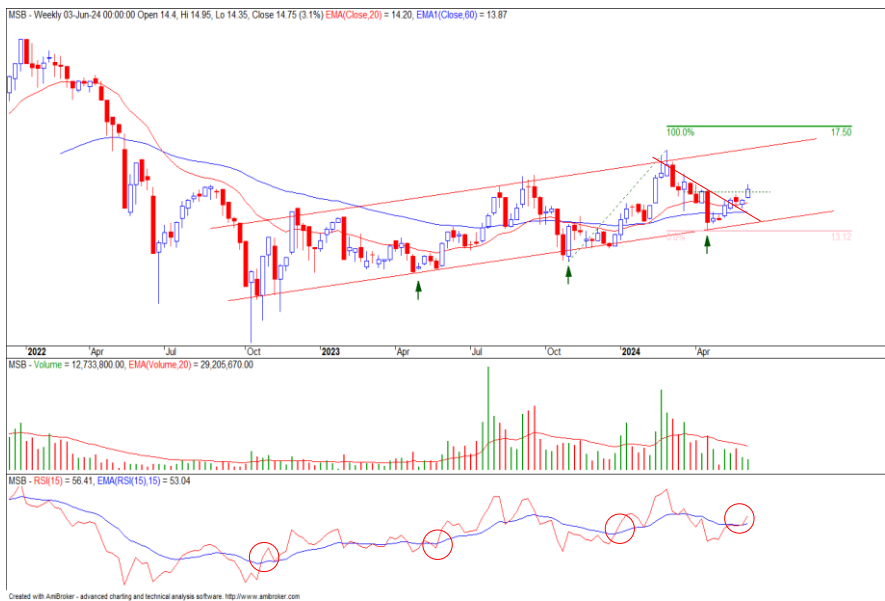 MSB - Weekly 03-Jun-24 00:00:00 Open 14.4, Hi 14.95, Lo 14.35, Close 14.75 (3.1%) EMA(Close,20) = 14.20, EMA1(Close,60) = 13.87
100.0% 17.50
0.0% 13.12
2022 Apr Jul Oct 2023 Apr Jul Oct 2024 Apr
MSB - Volume = 12,733,800.00, EMA(Volume,20) = 29,205,670.00
MSB - RSI(15) = 56.41, EMA(RSI(15),15) = 53.04
Created with AmiBroker - advanced charting and technical analysis software. http://www.amibroker.com